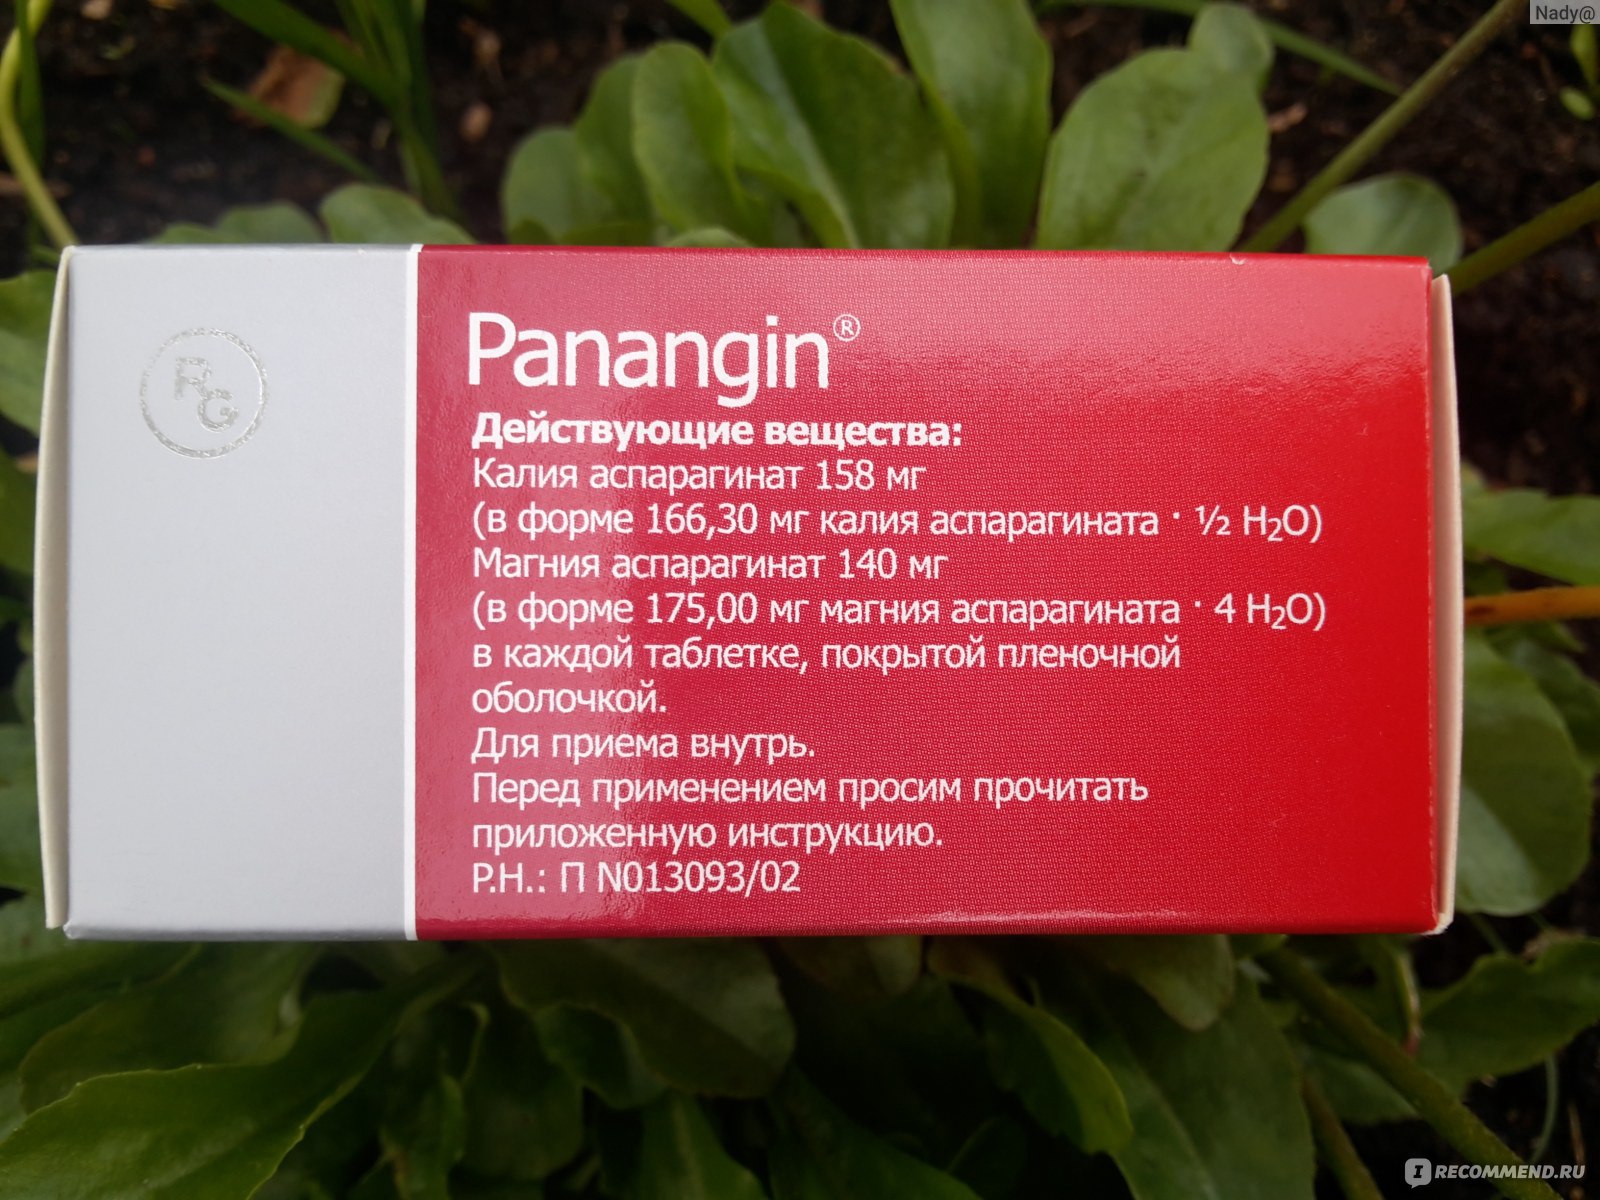 Nady@
RG
Panangin®
Действующие вещества:
Калия аспарагинат 158 мг
(в форме 166,30 мг калия аспарагината · ½ H₂O)
Магния аспарагинат 140 мг
(в форме 175,00 мг магния аспарагината · 4 H₂O)
в каждой таблетке, покрытой пленочной
оболочкой.
Для приема внутрь.
Перед применением просим прочитать
приложенную инструкцию.
Р.Н.: П N013093/02
IRECOMMEND.RU